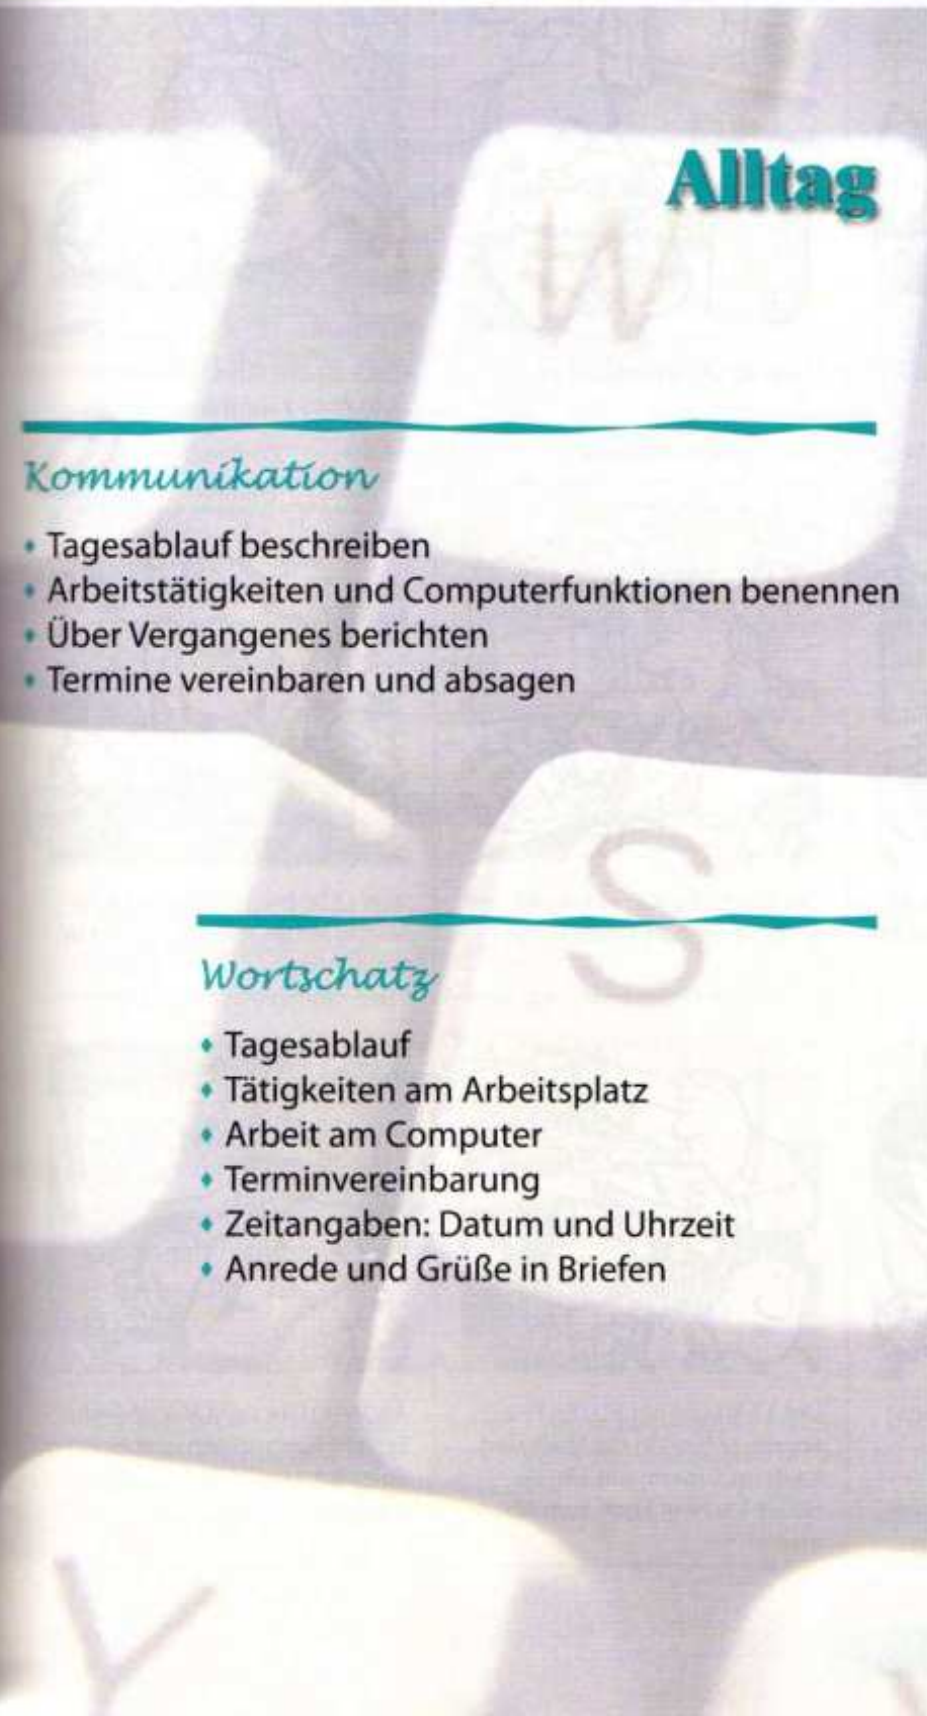 Alltag
W
Kommunikation
• Tagesablauf beschreiben
• Arbeitstätigkeiten und Computerfunktionen benennen
• Über Vergangenes berichten
• Termine vereinbaren und absagen
S
Wortschatz
• Tagesablauf
• Tätigkeiten am Arbeitsplatz
• Arbeit am Computer
• Terminvereinbarung
• Zeitangaben: Datum und Uhrzeit
• Anrede und Grüße in Briefen
Y